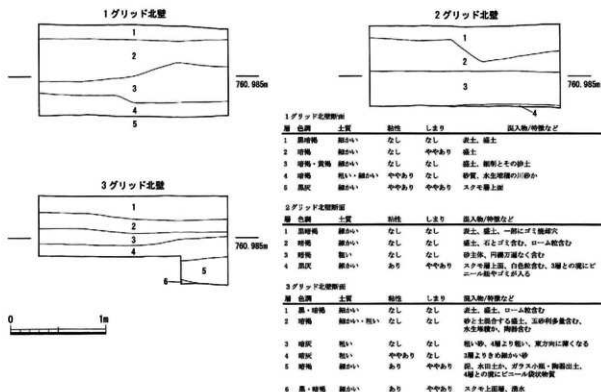 1グリッド北壁
1
2
3
4
5
760.985m
2グリッド北壁
1
2
3
4
760.985m
3グリッド北壁
1
2
3
4
5
6
760.985m
0 1m
1グリッド北壁断面
層 色調 土質 粘性 しまり 混入物/特徴など
1 黒暗褐 細かい なし なし 表土、盛土
2 暗褐 細かい なし ややあり 盛土
3 暗褐・黄褐 細かい なし なし 盛土、掘削とその砂土
4 暗褐 粗い・細かい ややあり なし 砂質、水生堆積の川砂か
5 黒灰 細かい ややあり ややあり スクモ層上面
2グリッド北壁断面
層 色調 土質 粘性 しまり 混入物/特徴など
1 黒暗褐 細かい なし なし 表土、盛土、一部にゴミ焼却穴
2 暗褐 細かい なし なし 盛土、石とゴミ含む、ローム粒含む
3 暗褐 粗い なし なし 砂主体、円礫万遍なく含む
4 黒灰 細かい あり ややあり スクモ層上面、白色粒含む、3層との境にビ
ニール紐やゴミが入る
3グリッド北壁断面
層 色調 土質 粘性 しまり 混入物/特徴など
1 黒・暗褐 細かい なし なし 表土、盛土、ローム粒含む
2 暗褐 細かい・粗い なし なし 砂と土混合する盛土、玉砂利多量含む、
水生堆積か、陶器含む
3 暗灰 粗い なし なし 粗い砂、4層より粗い、東方向に薄くなる
4 暗灰 粗い ややあり なし 3層よりきめ細かい砂
5 暗褐 細かい あり ややあり 泥、水田土か、ガラス小瓶・陶器出土、
4層との境にビニール袋状物質
6 黒・暗褐 細かい あり ややあり スクモ上面層、湧水